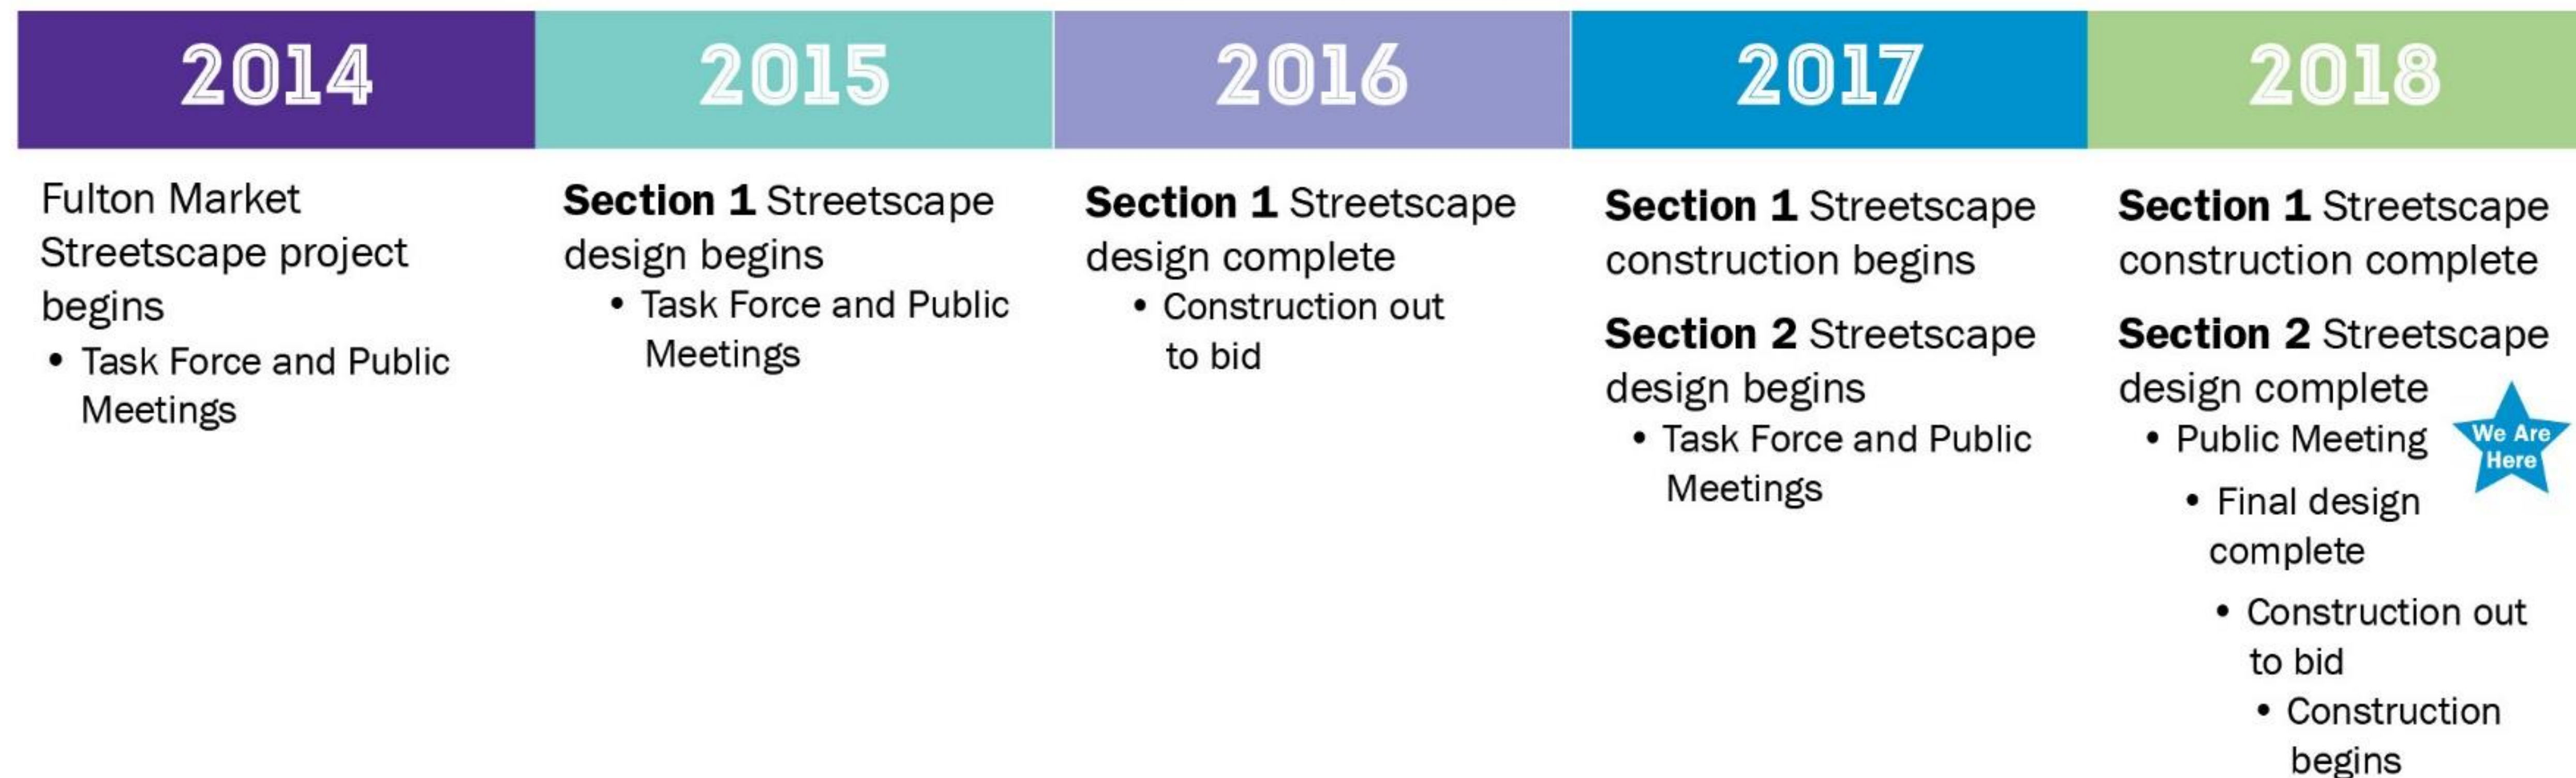 2014
Fulton Market
Streetscape project
begins
• Task Force and Public
Meetings
2015
Section 1 Streetscape
design begins
• Task Force and Public
Meetings
2016
Section 1 Streetscape
design complete
• Construction out
to bid
2017
Section 1 Streetscape
construction begins
Section 2 Streetscape
design begins
• Task Force and Public
Meetings
2018
Section 1 Streetscape
construction complete
Section 2 Streetscape
design complete
• Public Meeting
We Are
Here
• Final design
complete
• Construction out
to bid
• Construction
begins